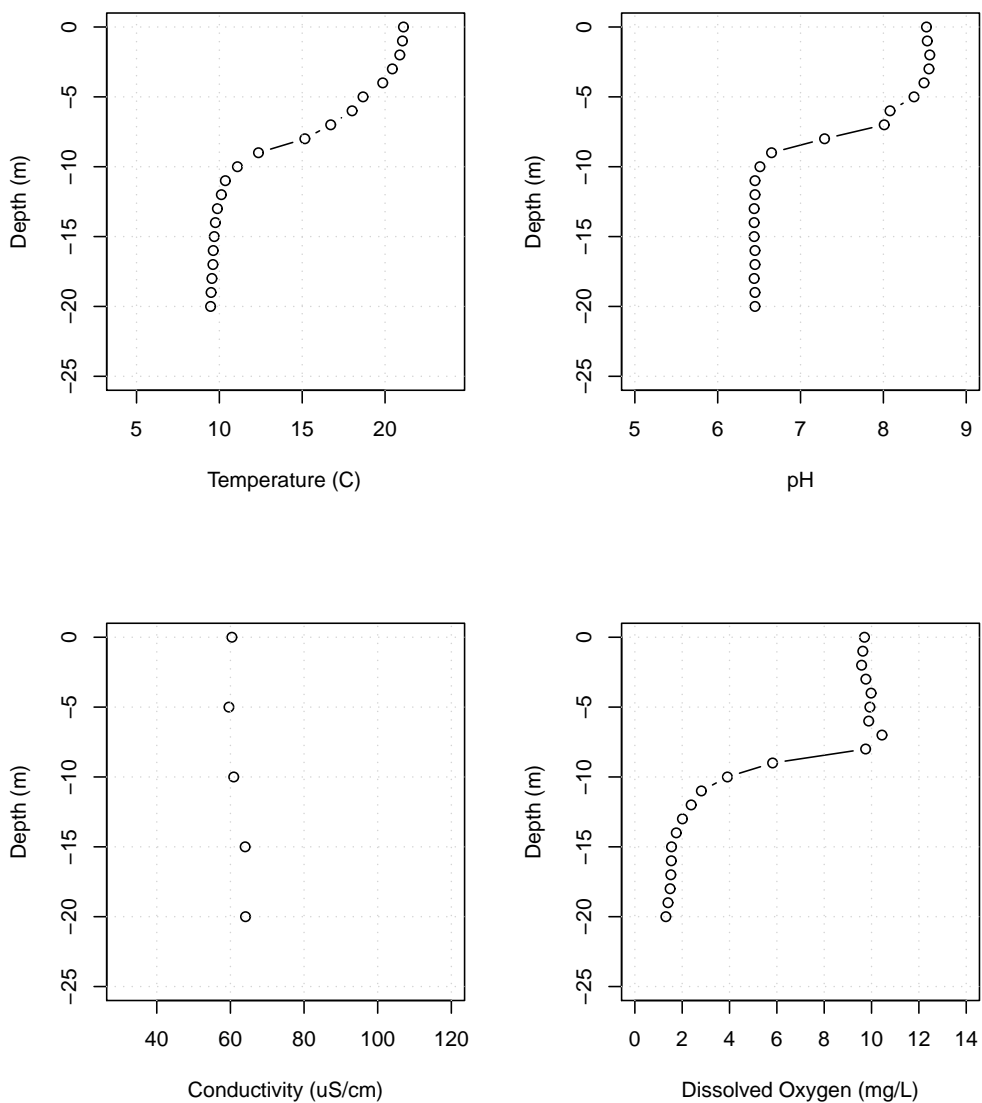 0
−5
−10
−15
−20
−25
Depth (m)
5 10 15 20
Temperature (C)
0
−5
−10
−15
−20
−25
Depth (m)
5 6 7 8 9
pH
0
−5
−10
−15
−20
−25
Depth (m)
40 60 80 100 120
Conductivity (uS/cm)
0
−5
−10
−15
−20
−25
Depth (m)
0 2 4 6 8 10 12 14
Dissolved Oxygen (mg/L)